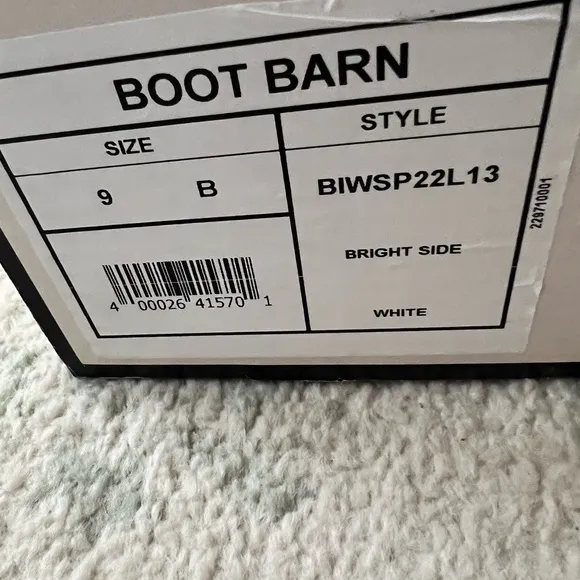 BOOT BARN
SIZE
9 B
4 00026 41570 1
STYLE
BIWSP22L13
BRIGHT SIDE
WHITE
229710001